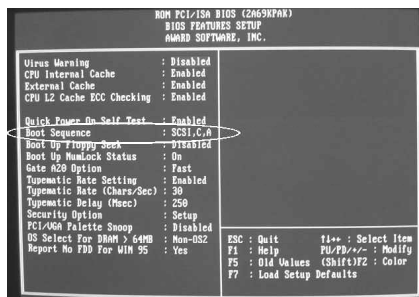 ROM PCI/ISA BIOS (2A69KPAK)
BIOS FEATURES SETUP
AWARD SOFTWARE, INC.
Virus Warning : Disabled
CPU Internal Cache : Enabled
External Cache : Enabled
CPU L2 Cache ECC Checking : Enabled
Quick Power On Self Test : Enabled
Boot Sequence : SCSI,C,A
Boot Up Floppy Seek : Disabled
Boot Up NumLock Status : On
Gate A20 Option : Fast
Typematic Rate Setting : Enabled
Typematic Rate (Chars/Sec) : 30
Typematic Delay (Msec) : 250
Security Option : Setup
PCI/VGA Palette Snoop : Disabled
OS Select For DRAM > 64MB : Non-OS2
Report No FDD For WIN 95 : Yes
ESC : Quit ↑↓→← : Select Item
F1 : Help PU/PD/+/- : Modify
F5 : Old Values (Shift)F2 : Color
F7 : Load Setup Defaults